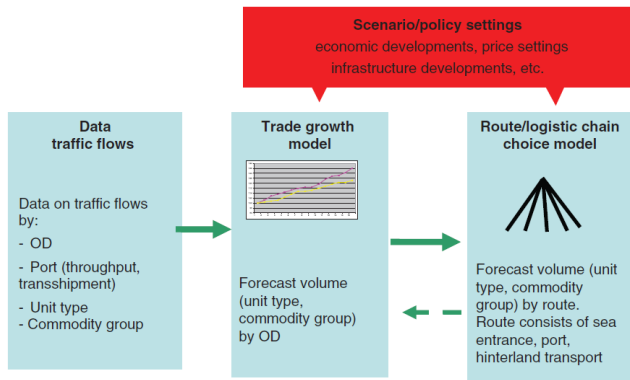 Scenario/policy settings
economic developments, price settings
infrastructure developments, etc.
Data
traffic flows
Data on traffic flows
by:
- OD
- Port (throughput,
transshipment)
- Unit type
- Commodity group
Trade growth
model
Forecast volume
(unit type,
commodity group)
by OD
Route/logistic chain
choice model
Forecast volume (unit
type, commodity
group) by route.
Route consists of sea
entrance, port,
hinterland transport